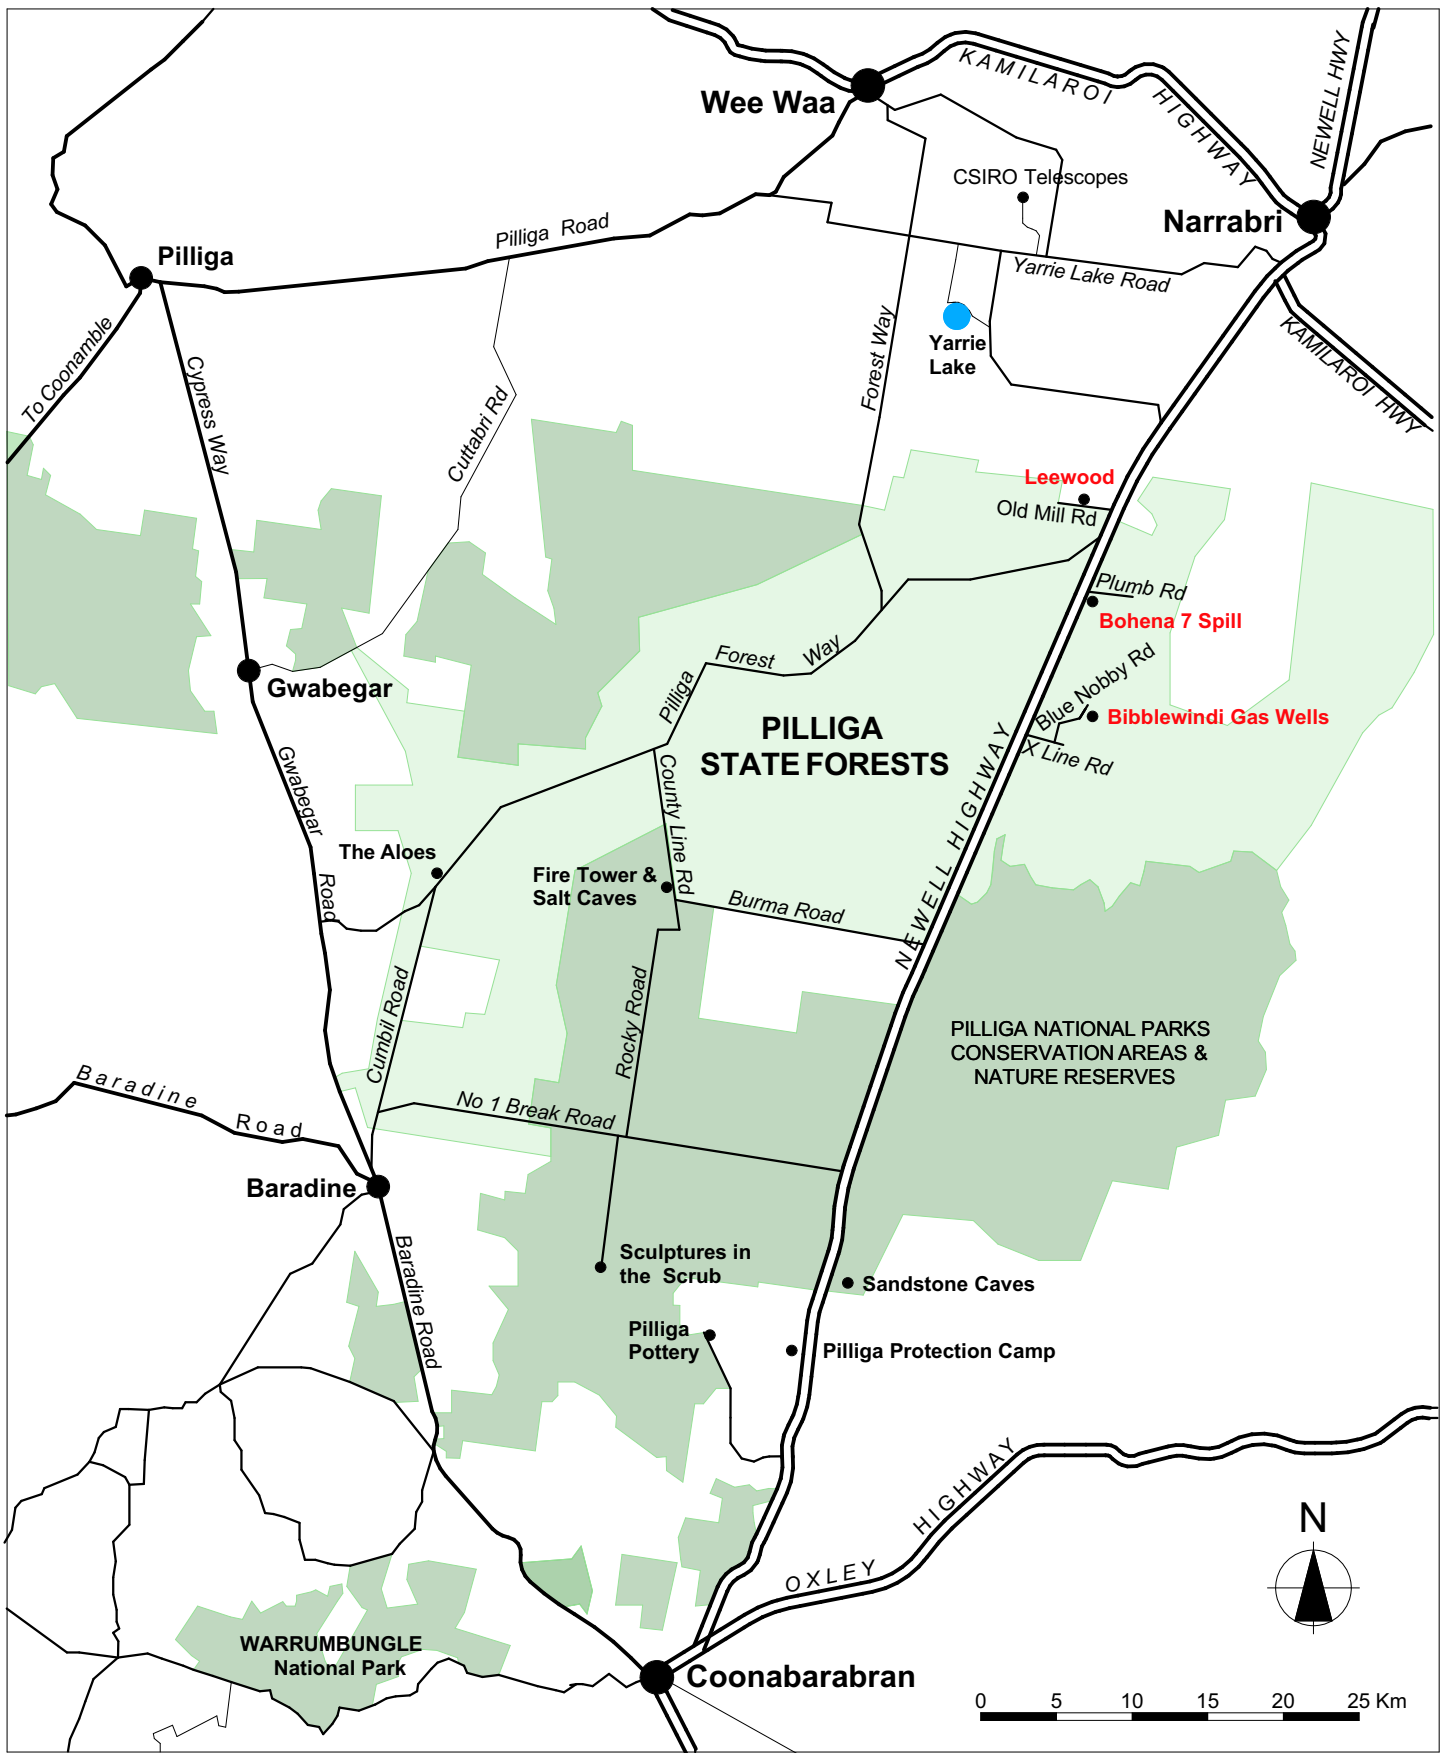 NEWELL HWY
KAMILAROI
HIGHWAY
Wee Waa
CSIRO Telescopes
Narrabri
Pilliga Road
Pilliga
Yarrie Lake Road
To Coonamble
Forest Way
Yarrie
Lake
KAMILAROI HWY
Cypress Way
Cuttabri Rd
Leewood
Old Mill Rd
Plumb Rd
Bohena 7 Spill
Forest Way
Pilliga
Blue Nobby Rd
Gwabegar
Bibblewindi Gas Wells
PILLIGA
STATE FORESTS
X Line Rd
Gwabegar
Road
County Line Rd
NEWELL HIGHWAY
The Aloes
Fire Tower &
Salt Caves
Burma Road
Cumbil Road
Rocky Road
PILLIGA NATIONAL PARKS
CONSERVATION AREAS &
NATURE RESERVES
Baradine
Road
No 1 Break Road
Baradine
Baradine Road
Sculptures in
the Scrub
Sandstone Caves
Pilliga
Pottery
Pilliga Protection Camp
OXLEY
HIGHWAY
N
WARRUMBUNGLE
National Park
Coonabarabran
0 5 10 15 20 25 Km